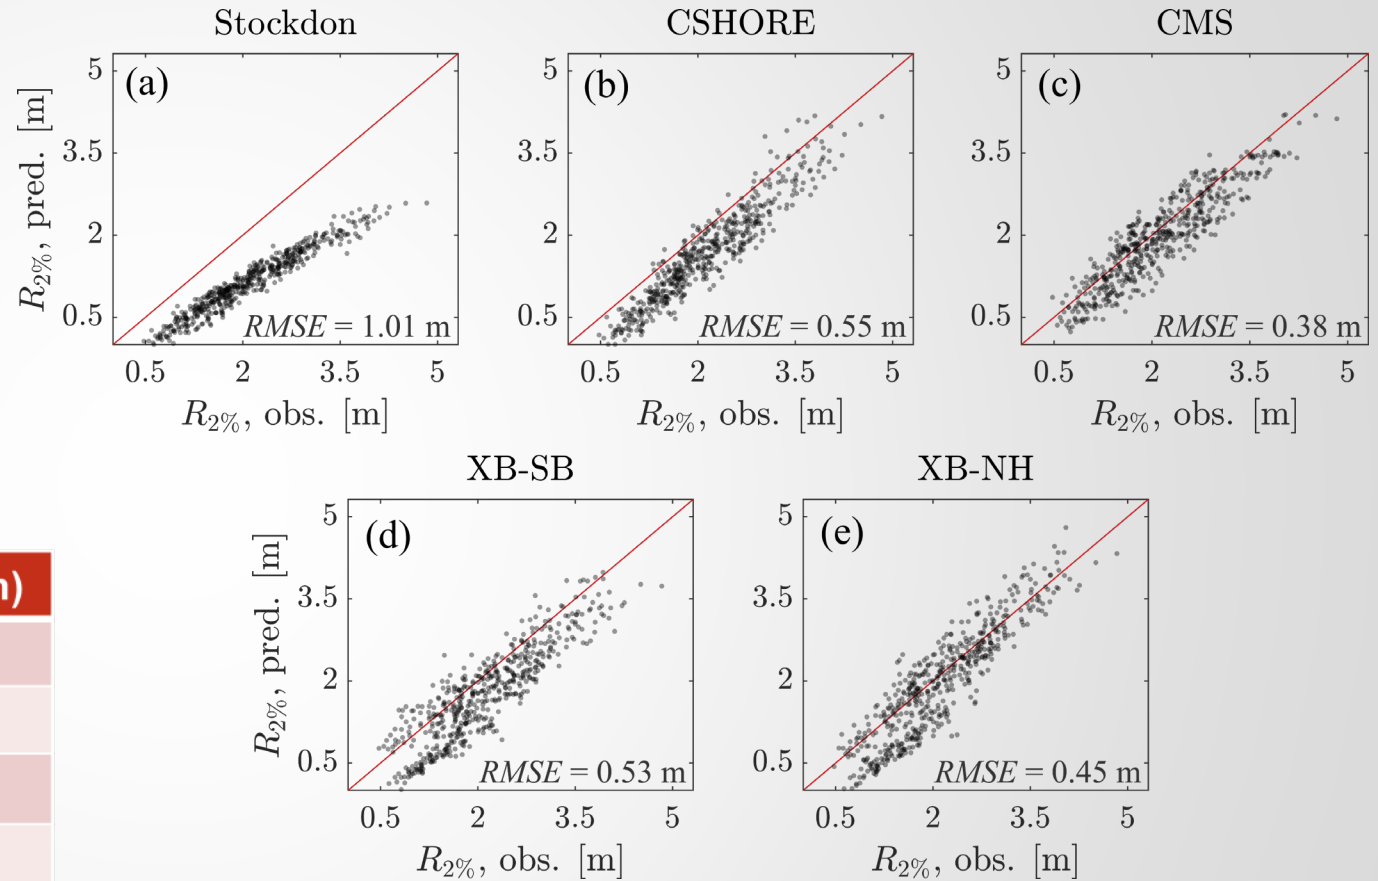 Stockdon
CSHORE
CMS
(a)
5
3.5
2
0.5
R2%, pred. [m]
RMSE = 1.01 m
0.5 2 3.5 5
R2%, obs. [m]
(b)
5
3.5
2
0.5
RMSE = 0.55 m
0.5 2 3.5 5
R2%, obs. [m]
(c)
5
3.5
2
0.5
RMSE = 0.38 m
0.5 2 3.5 5
R2%, obs. [m]
XB-SB
XB-NH
(d)
5
3.5
2
0.5
R2%, pred. [m]
RMSE = 0.53 m
0.5 2 3.5 5
R2%, obs. [m]
(e)
5
3.5
2
0.5
RMSE = 0.45 m
0.5 2 3.5 5
R2%, obs. [m]